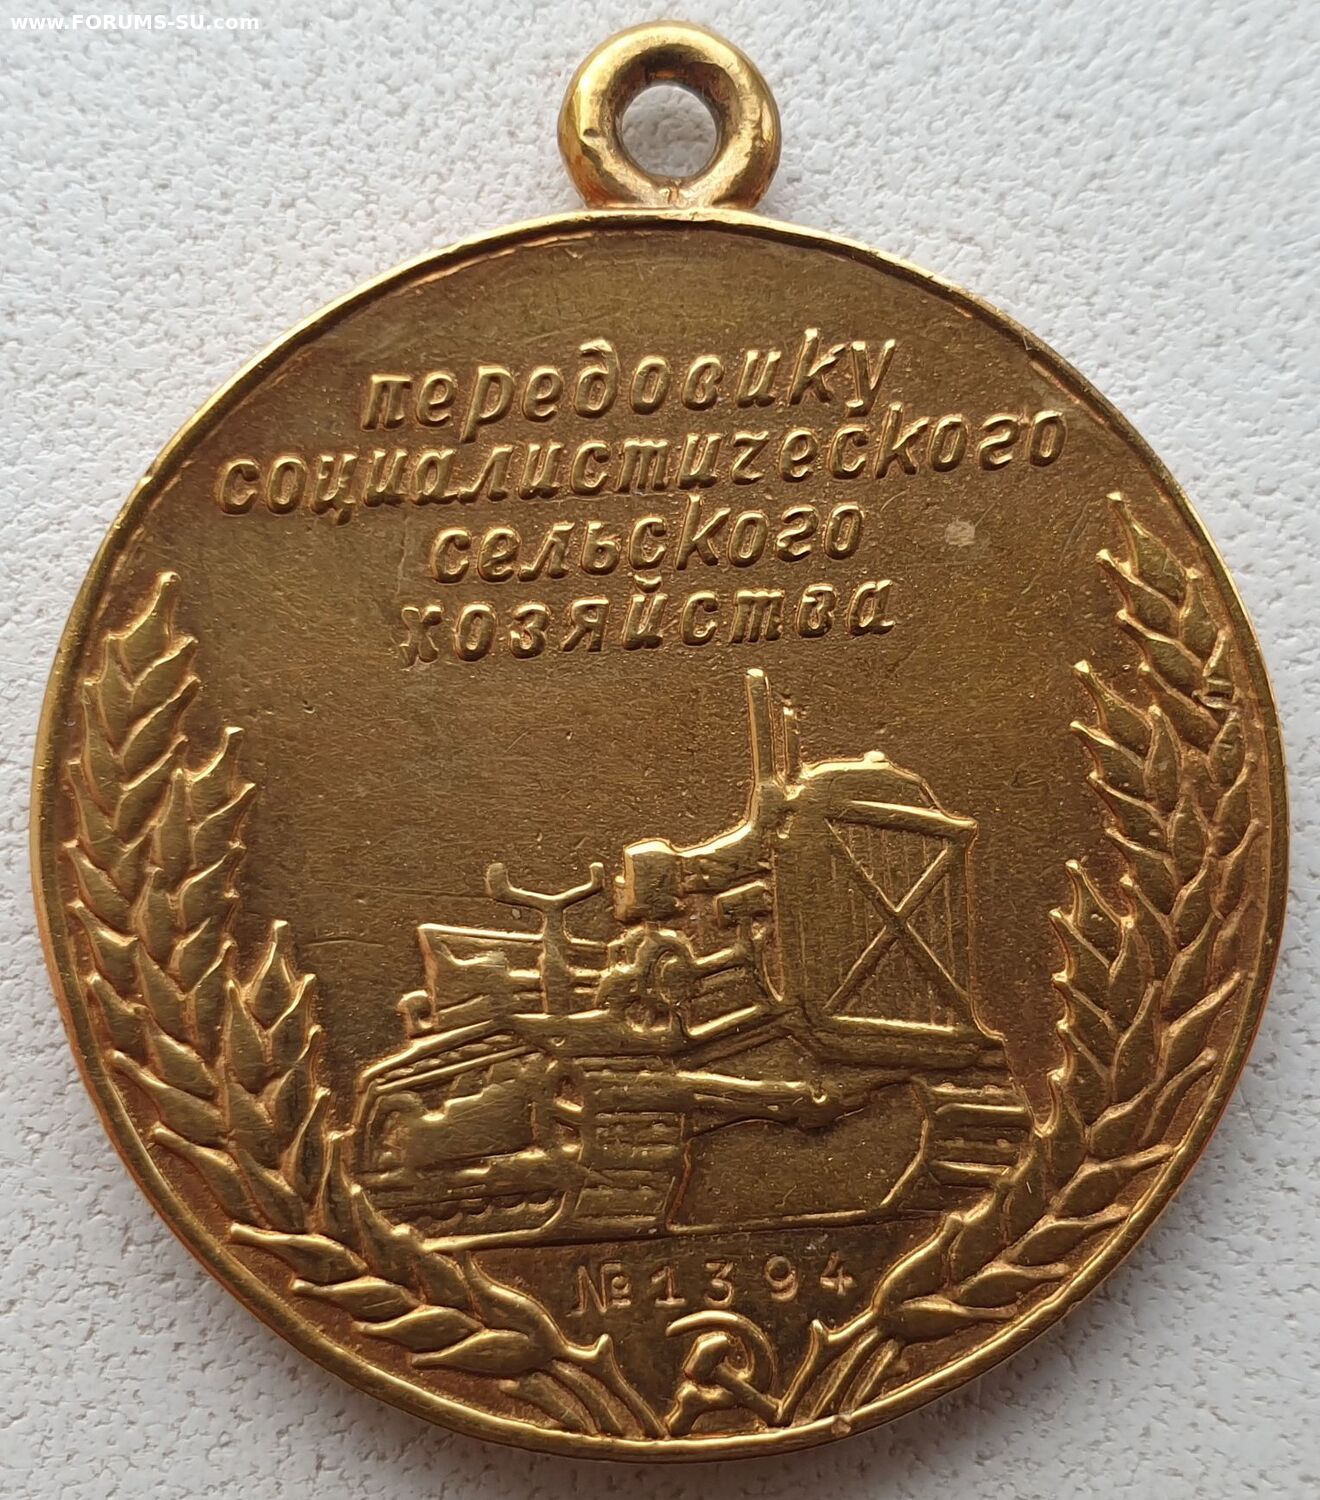 www.FORUMS-SU.com
передовику
социалистического
сельского
хозяйства
№1394